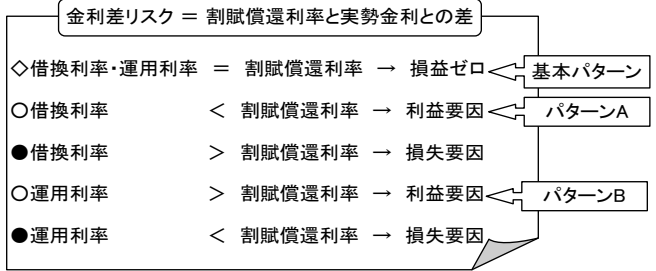 金利差リスク ＝ 割賦償還利率と実勢金利との差
◇借換利率・運用利率 ＝ 割賦償還利率 → 損益ゼロ 基本パターン
○借換利率 ＜ 割賦償還利率 → 利益要因 パターンA
●借換利率 ＞ 割賦償還利率 → 損失要因
○運用利率 ＞ 割賦償還利率 → 利益要因 パターンB
●運用利率 ＜ 割賦償還利率 → 損失要因